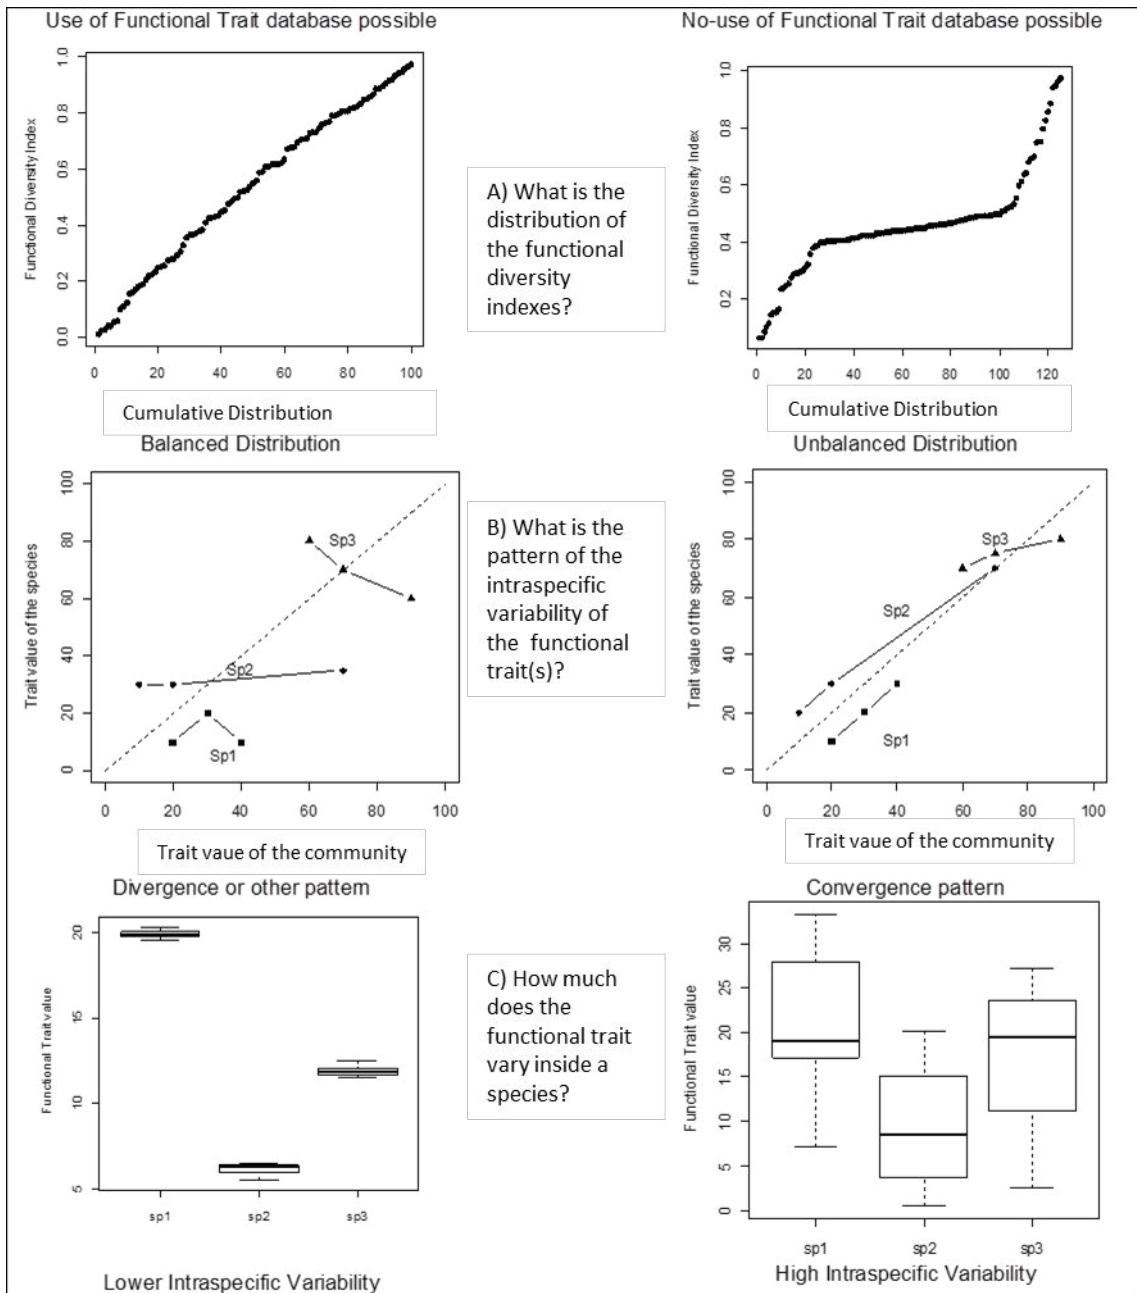 Use of Functional Trait database possible
No-use of Functional Trait database possible
Functional Diversity Index
0.0 0.2 0.4 0.6 0.8 1.0
0 20 40 60 80 100
Cumulative Distribution
Balanced Distribution
A) What is the
distribution of
the functional
diversity
indexes?
Functional Diversity Index
0.2 0.4 0.6 0.8 1.0
0 20 40 60 80 100 120
Cumulative Distribution
Unbalanced Distribution
Trait value of the species
0 20 40 60 80 100
Sp3
Sp2
Sp1
0 20 40 60 80 100
Trait vaue of the community
Divergence or other pattern
B) What is the
pattern of the
intraspecific
variability of
the functional
trait(s)?
Trait value of the species
0 20 40 60 80 100
Sp3
Sp2
Sp1
0 20 40 60 80 100
Trait vaue of the community
Convergence pattern
Functional Trait value
5 10 15 20
sp1 sp2 sp3
Lower Intraspecific Variability
C) How much
does the
functional trait
vary inside a
species?
Functional Trait value
0 5 10 15 20 25 30
sp1 sp2 sp3
High Intraspecific Variability